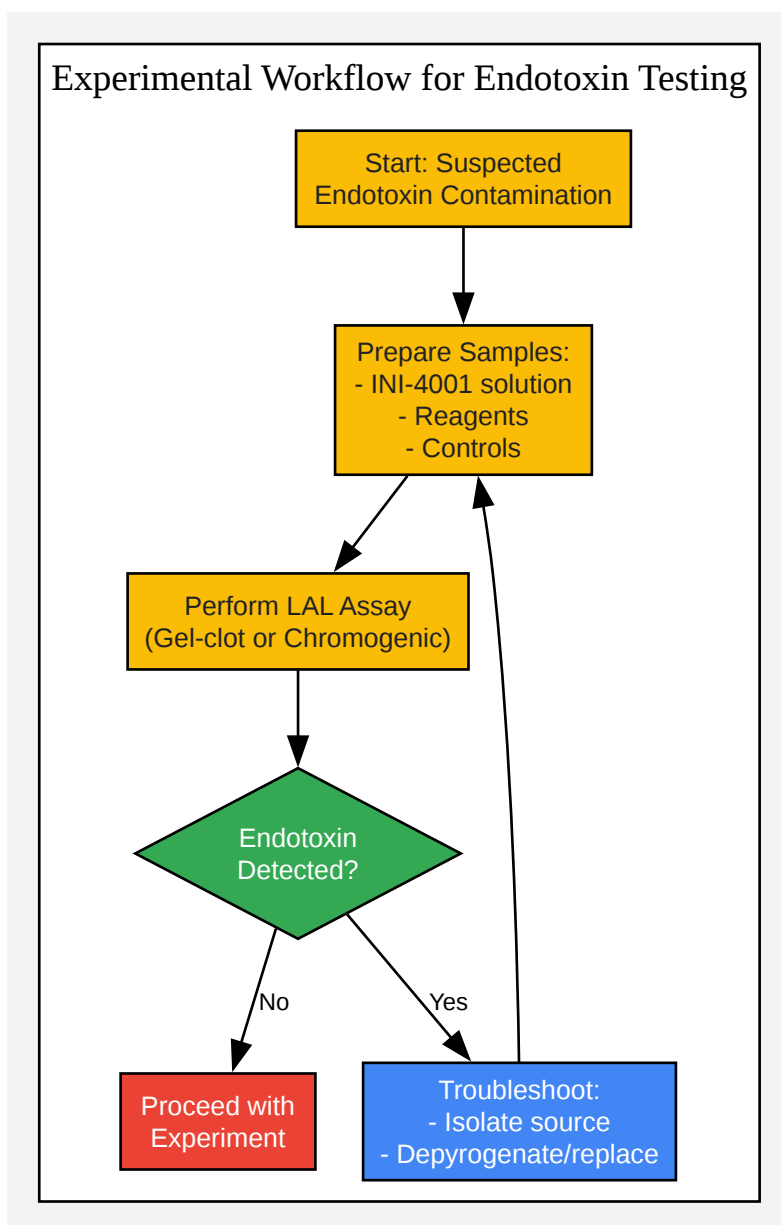 Experimental Workflow for Endotoxin Testing
Start: Suspected
Endotoxin Contamination
Prepare Samples:
- INI-4001 solution
- Reagents
- Controls
Perform LAL Assay
(Gel-clot or Chromogenic)
Endotoxin
Detected?
No
Yes
Proceed with
Experiment
Troubleshoot:
- Isolate source
- Depyrogenate/replace